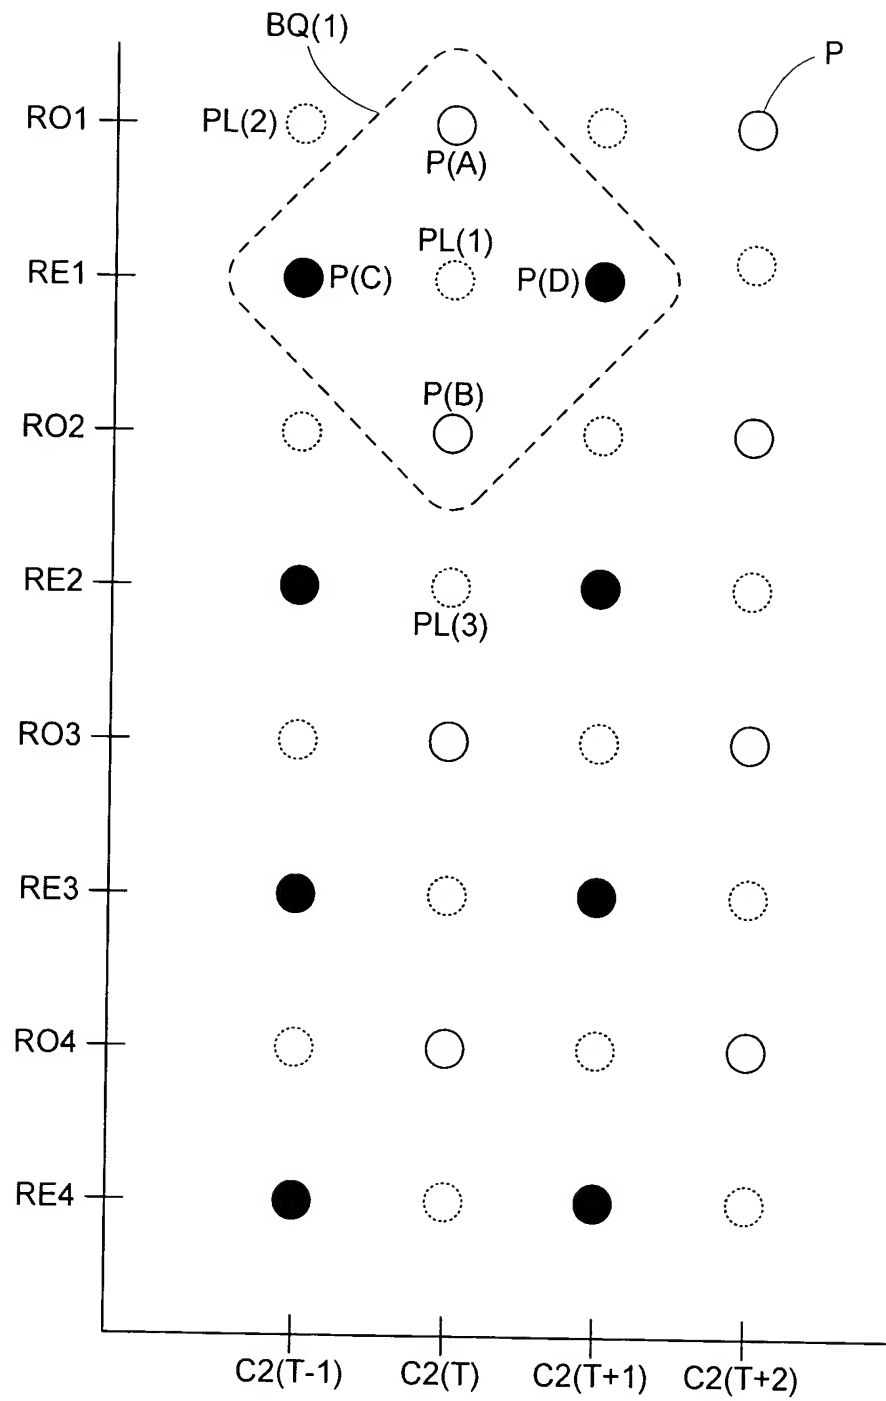 BQ(1)
P
RO1
PL(2)
P(A)
PL(1)
RE1
P(C)
P(D)
P(B)
RO2
RE2
PL(3)
RO3
RE3
RO4
RE4
C2(T-1)
C2(T)
C2(T+1)
C2(T+2)